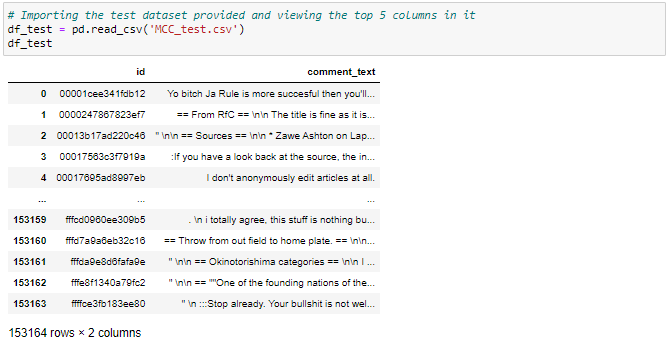 # Importing the test dataset provided and viewing the top 5 columns in it
df_test = pd.read_csv('MCC_test.csv')
df_test
id comment_text
0 00001cee341fdb12 Yo bitch Ja Rule is more succesful then you'll...
1 0000247867823ef7 == From RfC == \n\n The title is fine as it is...
2 00013b17ad220c46 " \n\n == Sources == \n\n * Zawe Ashton on Lap...
3 00017563c3f7919a :If you have a look back at the source, the in...
4 00017695ad8997eb I don't anonymously edit articles at all.
... ... ...
153159 fffcd0960ee309b5 . \n i totally agree, this stuff is nothing bu...
153160 fffd7a9a6eb32c16 == Throw from out field to home plate. == \n\n...
153161 fffda9e8d6fafa9e " \n\n == Okinotorishima categories == \n\n I ...
153162 fffe8f1340a79fc2 " \n\n == ""One of the founding nations of the...
153163 ffffce3fb183ee80 " \n :::Stop already. Your bullshit is not wel...
153164 rows × 2 columns